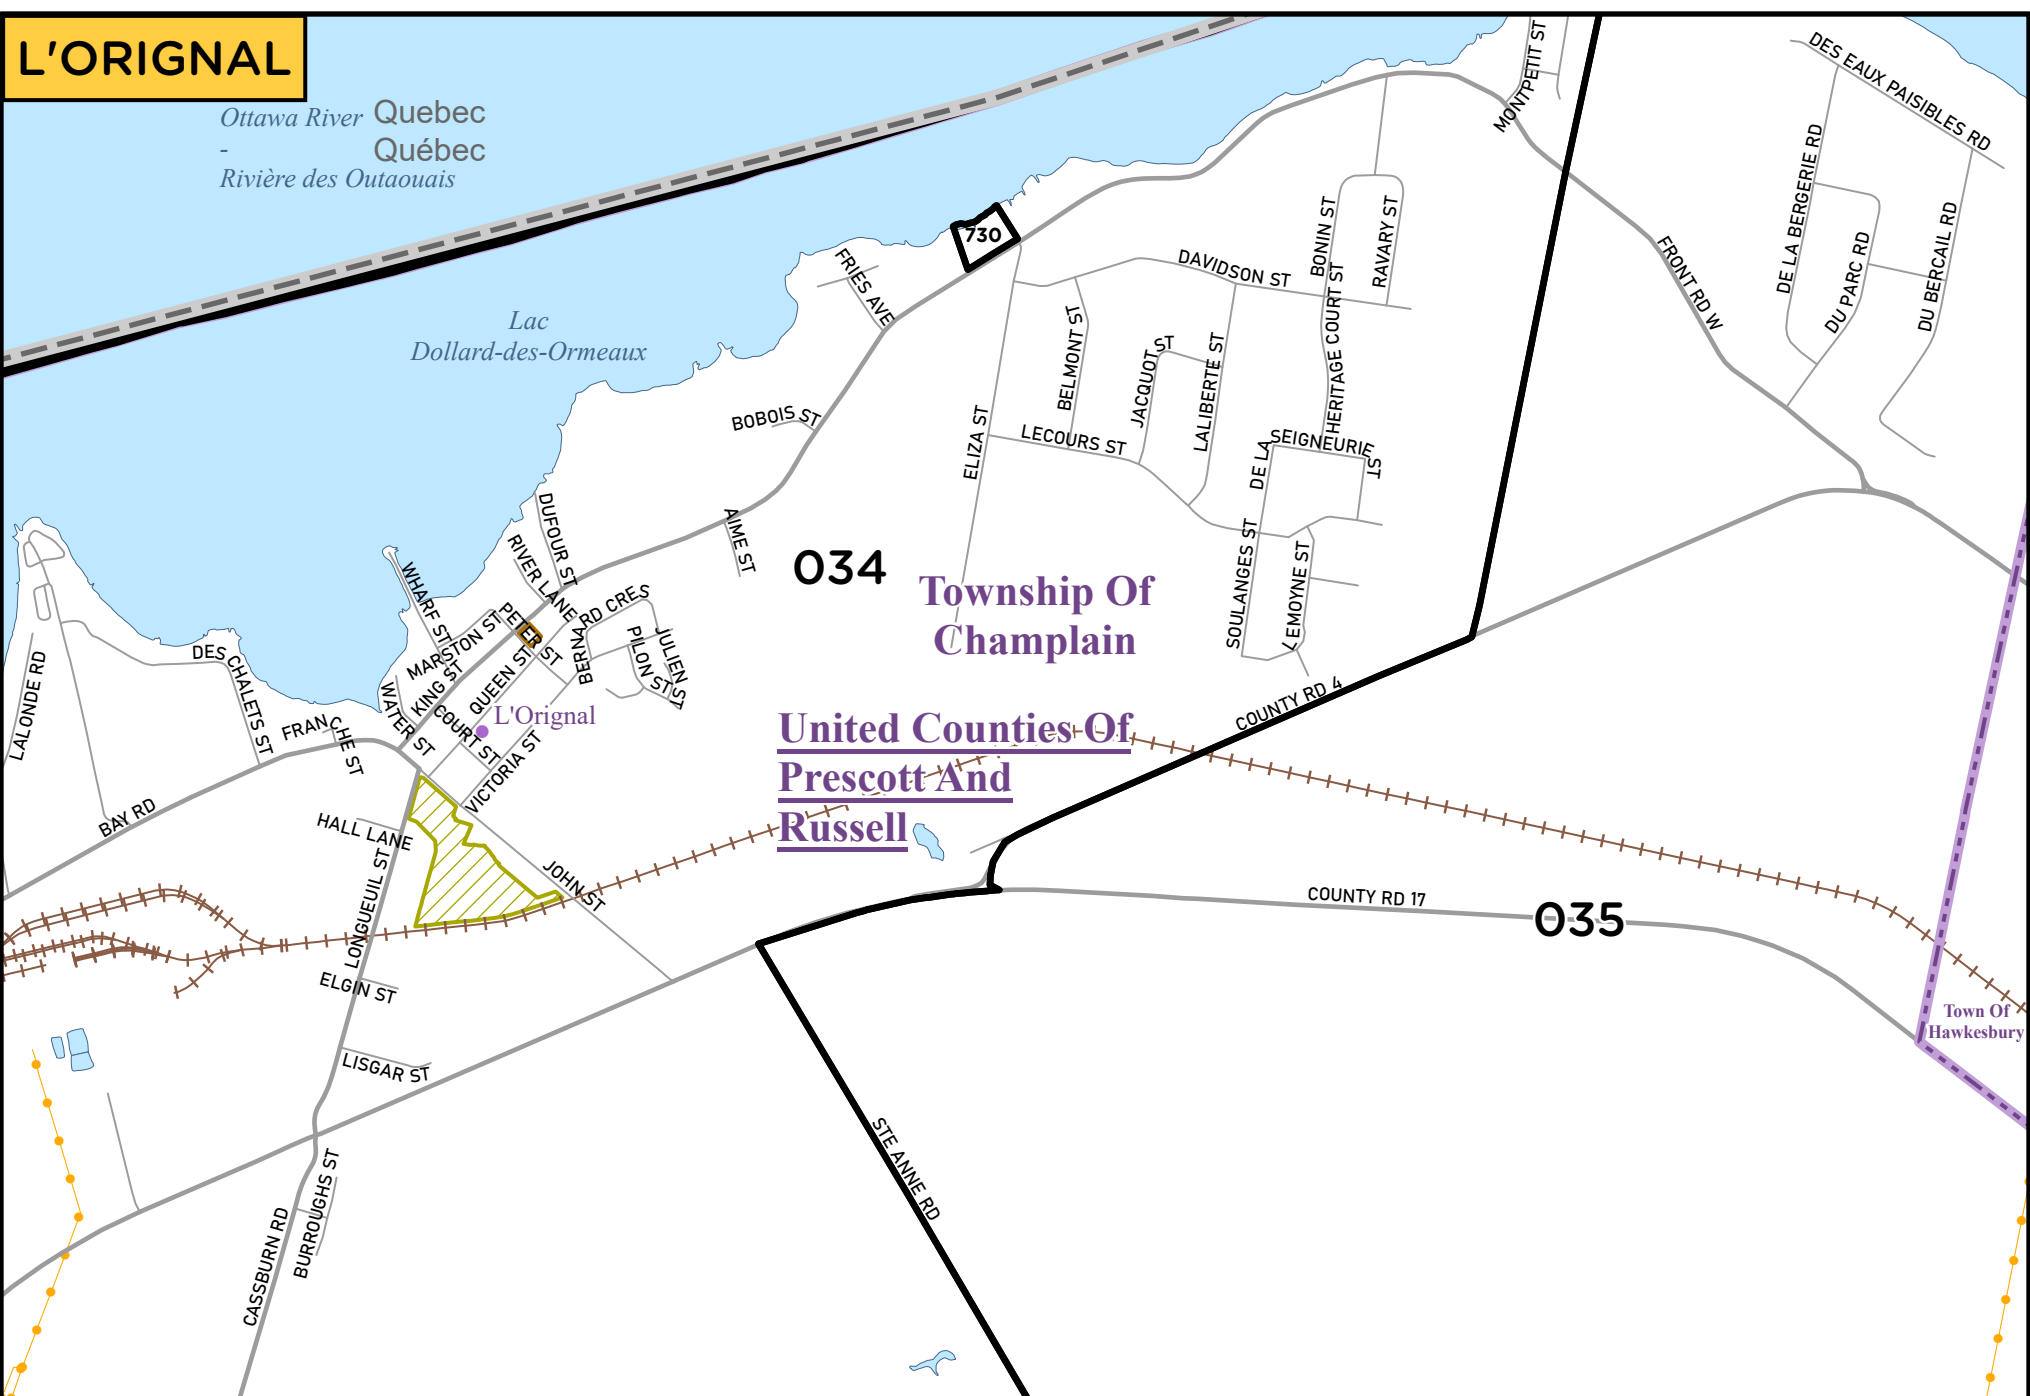 L'ORIGNAL
Ottawa River
-
Rivière des Outaouais
Quebec
Québec
Lac
Dollard-des-Ormeaux
730
034
035
Township Of
Champlain
United Counties Of
Prescott And
Russell
Town Of
Hawkesbury
L'Orignal
MONTPETIT ST
DES EAUX PAISIBLES RD
DE LA BERGERIE RD
DU PARC RD
DU BERCAIL RD
FRONT RD W
BONIN ST
RAVARY ST
DAVIDSON ST
HERITAGE COURT ST
FRIES AVE
BELMONT ST
JACQUOT ST
LALIBERTE ST
BOBOIS ST
ELIZA ST
LECOURS ST
DE LA SEIGNEURIE ST
DUFOUR ST
AIME ST
RIVER LANE
WHARF ST
SOULANGES ST
LEMOYNE ST
MARSTON ST
PETER ST
BERNARD CRES
PILON ST
JULIEN ST
KING ST
QUEEN ST
WATER ST
COURT ST
VICTORIA ST
LALONDE RD
DES CHALETS ST
FRANCHE ST
BAY RD
HALL LANE
LONGUEUIL ST
JOHN ST
COUNTY RD 4
COUNTY RD 17
ELGIN ST
LISGAR ST
STE ANNE RD
BURROUGHS ST
CASSBURN RD